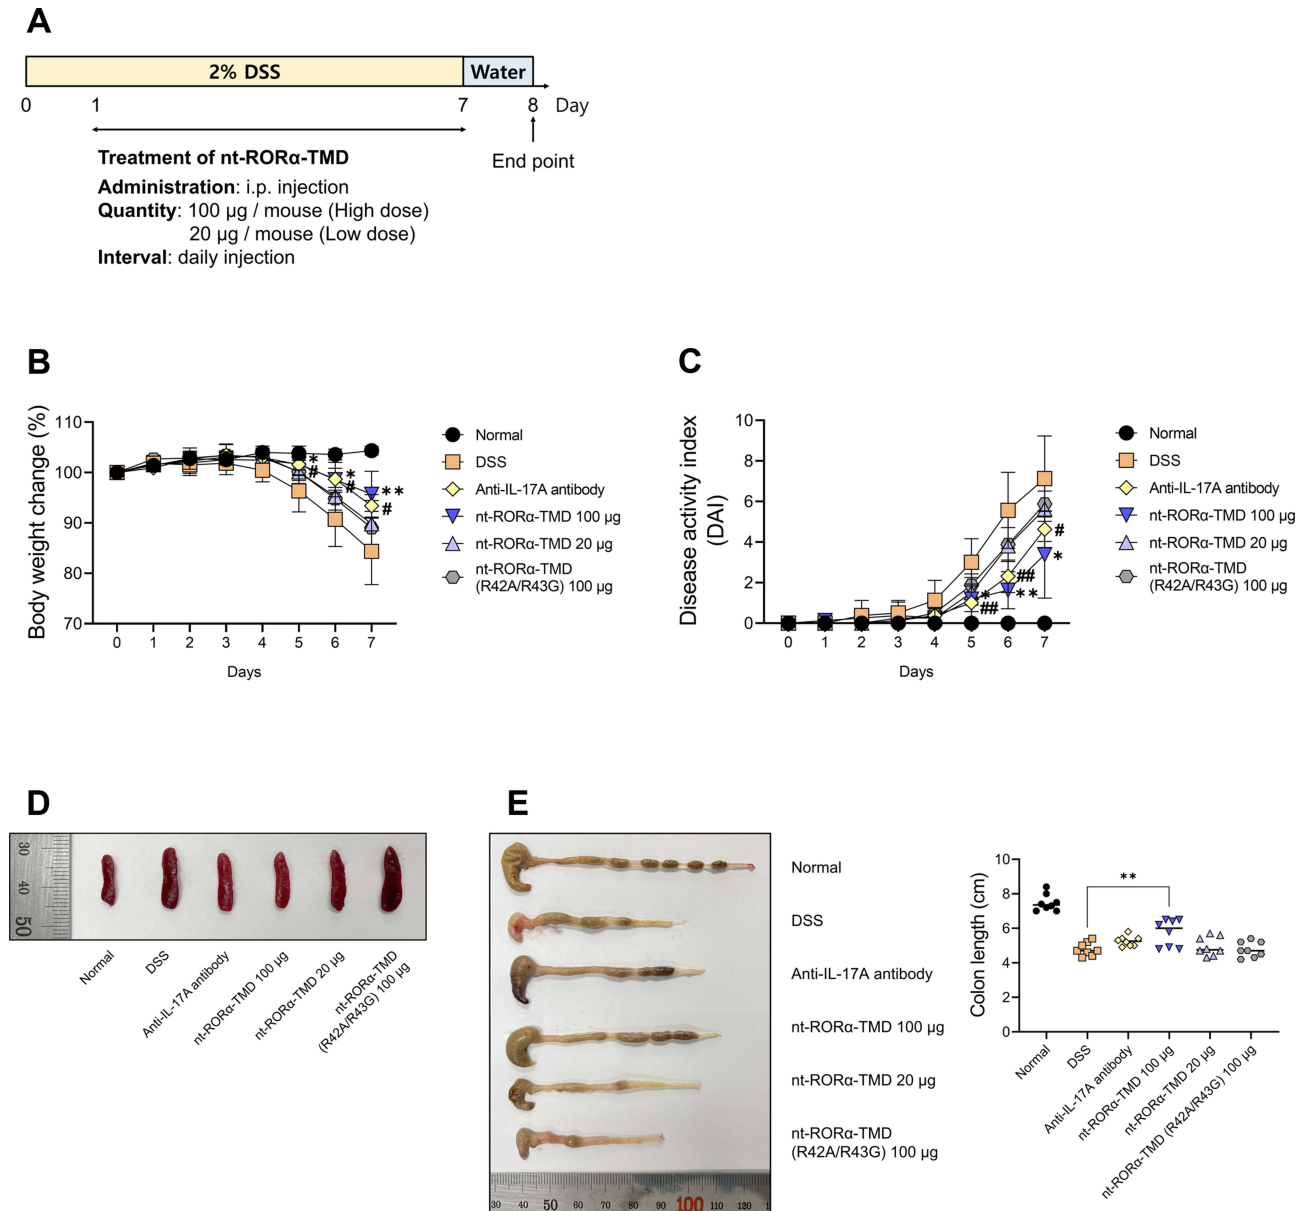 A
2% DSS
Water
0
1
7
8
Day
Treatment of nt-RORα-TMD
Administration: i.p. injection
Quantity: 100 μg / mouse (High dose)
20 μg / mouse (Low dose)
Interval: daily injection
End point
B
Body weight change (%)
110
100
90
80
70
0 1 2 3 4 5 6 7
Days
*
#
*
#
**
#
Normal
DSS
Anti-IL-17A antibody
nt-RORα-TMD 100 μg
nt-RORα-TMD 20 μg
nt-RORα-TMD
(R42A/R43G) 100 μg
C
Disease activity index
(DAI)
10
8
6
4
2
0
0 1 2 3 4 5 6 7
Days
*
##
##
**
#
*
Normal
DSS
Anti-IL-17A antibody
nt-RORα-TMD 100 μg
nt-RORα-TMD 20 μg
nt-RORα-TMD
(R42A/R43G) 100 μg
D
30
40
50
Normal
DSS
Anti-IL-17A antibody
nt-RORα-TMD 100 μg
nt-RORα-TMD 20 μg
nt-RORα-TMD
(R42A/R43G) 100 μg
E
Normal
DSS
Anti-IL-17A antibody
nt-RORα-TMD 100 μg
nt-RORα-TMD 20 μg
nt-RORα-TMD
(R42A/R43G) 100 μg
30 40 50 60 70 80 90 100 110 120 1
Colon length (cm)
10
8
6
4
2
0
**
Normal
DSS
Anti-IL-17A antibody
nt-RORα-TMD 100 μg
nt-RORα-TMD 20 μg
nt-RORα-TMD (R42A/R43G) 100 μg